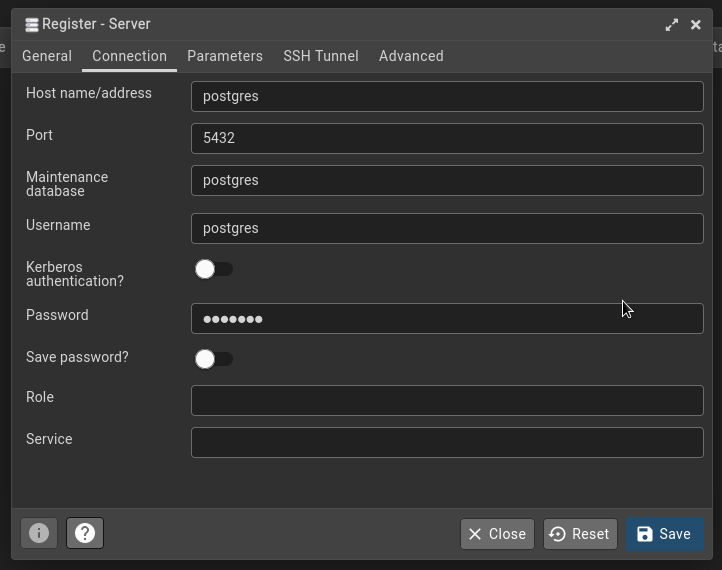 Register - Server
General Connection Parameters SSH Tunnel Advanced
Host name/address postgres
Port 5432
Maintenance
database postgres
Username postgres
Kerberos
authentication?
Password •••••••
Save password?
Role
Service
Close Reset Save